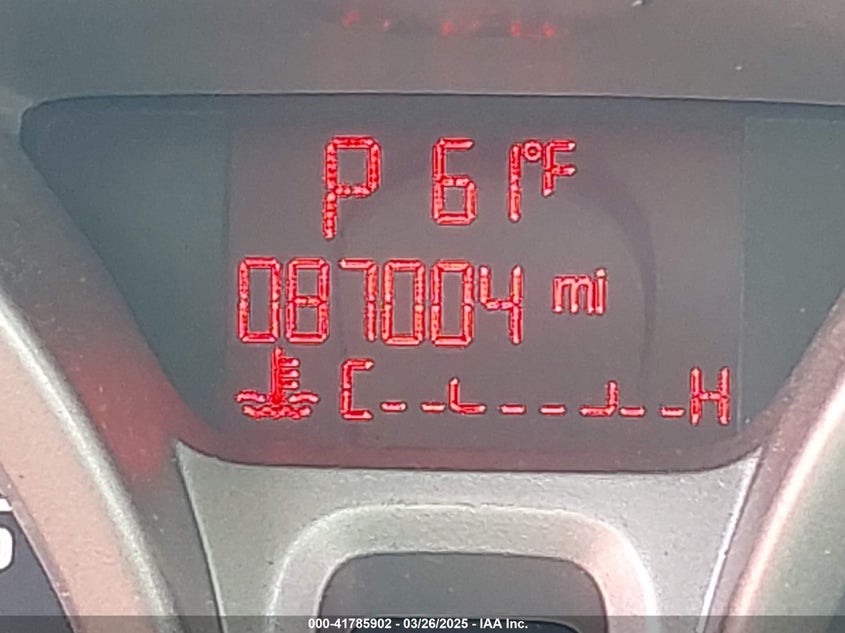 P 61°F
087004 mi
C H
000-41785902 - 03/26/2025 - IAA Inc.